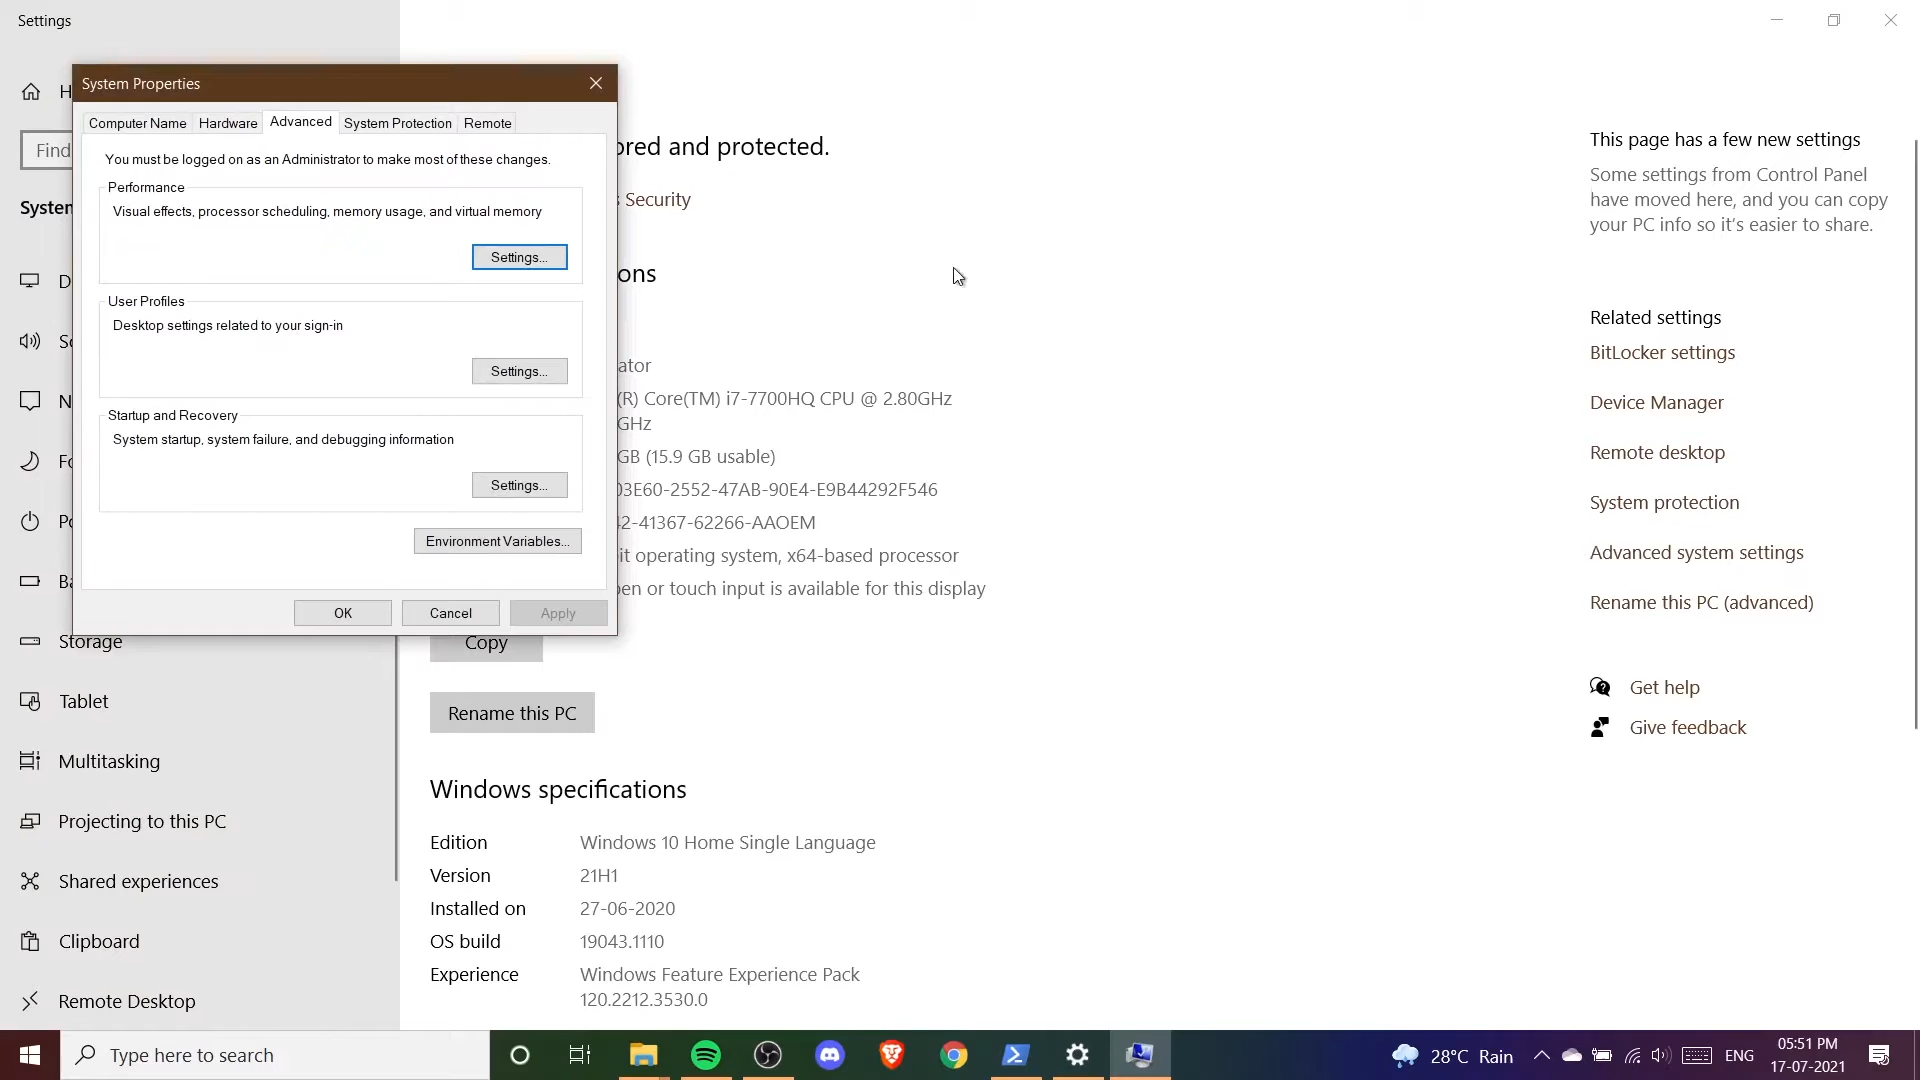 Settings
System Properties
Computer Name
Hardware
Advanced
System Protection
Remote
You must be logged on as an Administrator to make most of these changes.
Performance
Visual effects, processor scheduling, memory usage, and virtual memory
Settings...
User Profiles
Desktop settings related to your sign-in
Settings...
Startup and Recovery
System startup, system failure, and debugging information
Settings...
Environment Variables...
OK
Cancel
Apply
H
Find
System
D
N
Storage
Tablet
Multitasking
Projecting to this PC
Shared experiences
Clipboard
Remote Desktop
ored and protected.
s Security
ons
ator
(R) Core(TM) i7-7700HQ CPU @ 2.80GHz
GHz
GB (15.9 GB usable)
03E60-2552-47AB-90E4-E9B44292F546
42-41367-62266-AAOEM
it operating system, x64-based processor
pen or touch input is available for this display
Copy
Rename this PC
Windows specifications
Edition Windows 10 Home Single Language
Version 21H1
Installed on 27-06-2020
OS build 19043.1110
Experience Windows Feature Experience Pack
120.2212.3530.0
This page has a few new settings
Some settings from Control Panel
have moved here, and you can copy
your PC info so it's easier to share.
Related settings
BitLocker settings
Device Manager
Remote desktop
System protection
Advanced system settings
Rename this PC (advanced)
Get help
Give feedback
Type here to search
28°C Rain
ENG
05:51 PM
17-07-2021